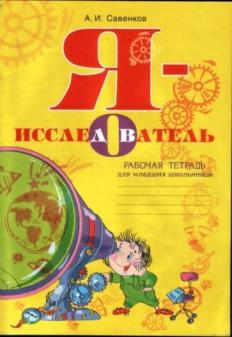 А. И. Савенков
Я-
ИССЛЕДОВАТЕЛЬ
РАБОЧАЯ ТЕТРАДЬ
для младших школьников